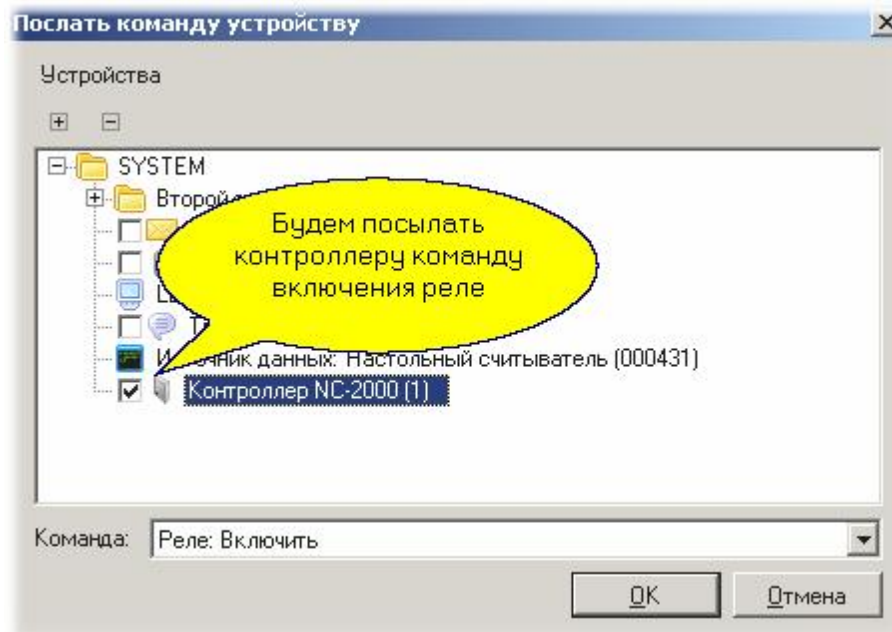 Послать команду устройству
Устройства
SYSTEM
Будем посылать
контроллеру команду
включения реле
данных: Настольный считыватель (000431)
Контроллер NC-2000 (1)
Команда:
Реле: Включить
OK
Отмена